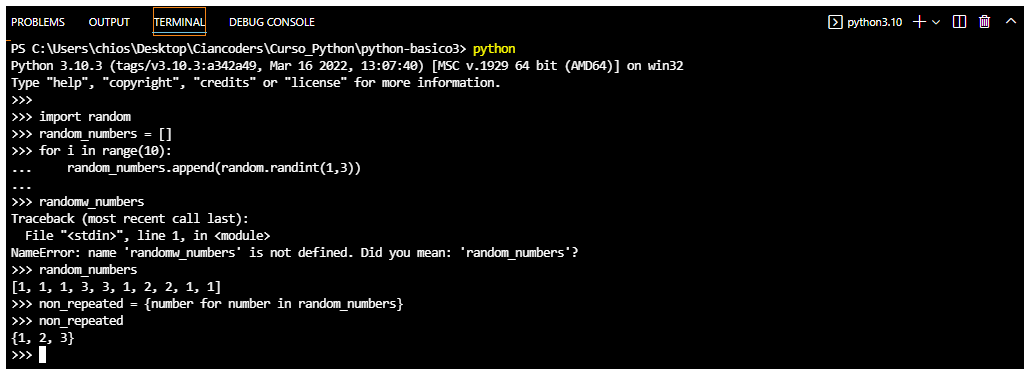 PROBLEMS OUTPUT TERMINAL DEBUG CONSOLE python3.10
PS C:\Users\chios\Desktop\Ciancoders\Curso_Python\python-basico3> python
Python 3.10.3 (tags/v3.10.3:a342a49, Mar 16 2022, 13:07:40) [MSC v.1929 64 bit (AMD64)] on win32
Type "help", "copyright", "credits" or "license" for more information.
>>>
>>> import random
>>> random_numbers = []
>>> for i in range(10):
...     random_numbers.append(random.randint(1,3))
...
>>> randomw_numbers
Traceback (most recent call last):
  File "<stdin>", line 1, in <module>
NameError: name 'randomw_numbers' is not defined. Did you mean: 'random_numbers'?
>>> random_numbers
[1, 1, 1, 3, 3, 1, 2, 2, 1, 1]
>>> non_repeated = {number for number in random_numbers}
>>> non_repeated
{1, 2, 3}
>>>